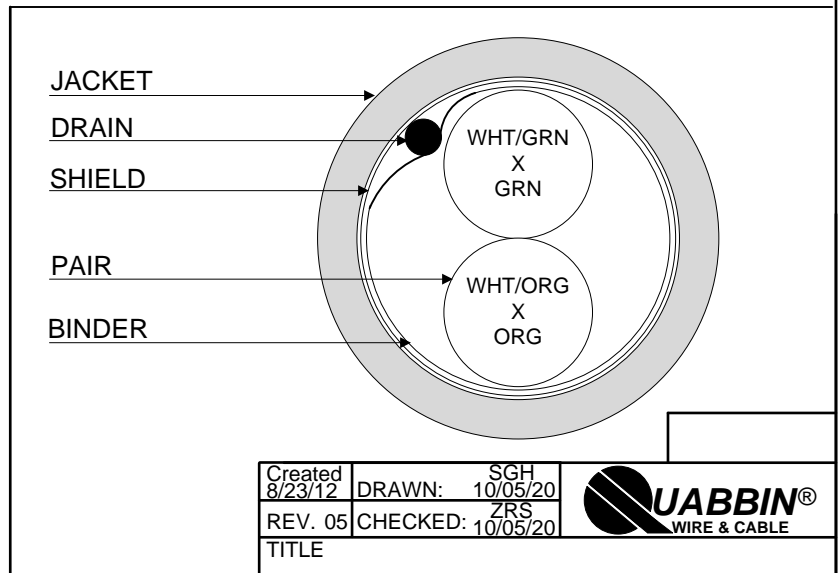 JACKET
DRAIN
SHIELD
PAIR
BINDER
WHT/GRN
X
GRN
WHT/ORG
X
ORG
Created
8/23/12
DRAWN:
SGH
10/05/20
REV. 05
CHECKED:
ZRS
10/05/20
QUABBIN®
WIRE & CABLE
TITLE